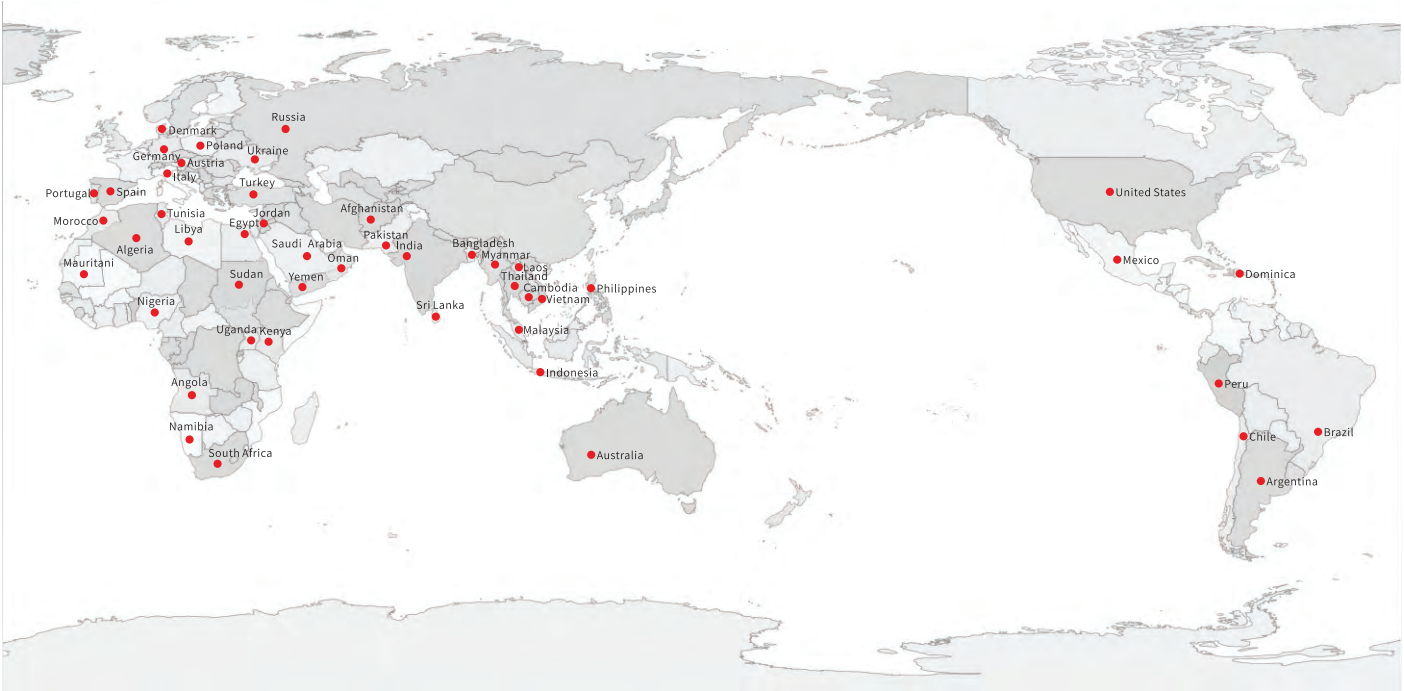 Russia
Denmark
Poland
Ukraine
Germany
Austria
Italy
Turkey
Portugal
Spain
United States
Afghanistan
Tunisia
Jordan
Morocco
Egypt
Libya
Pakistan
Algeria
Saudi Arabia
India
Bangladesh
Myanmar
Oman
Mauritani
Laos
Mexico
Sudan
Yemen
Thailand
Dominica
Cambodia
Philippines
Nigeria
Vietnam
Sri Lanka
Uganda
Kenya
Malaysia
Indonesia
Angola
Peru
Namibia
Brazil
Chile
South Africa
Australia
Argentina